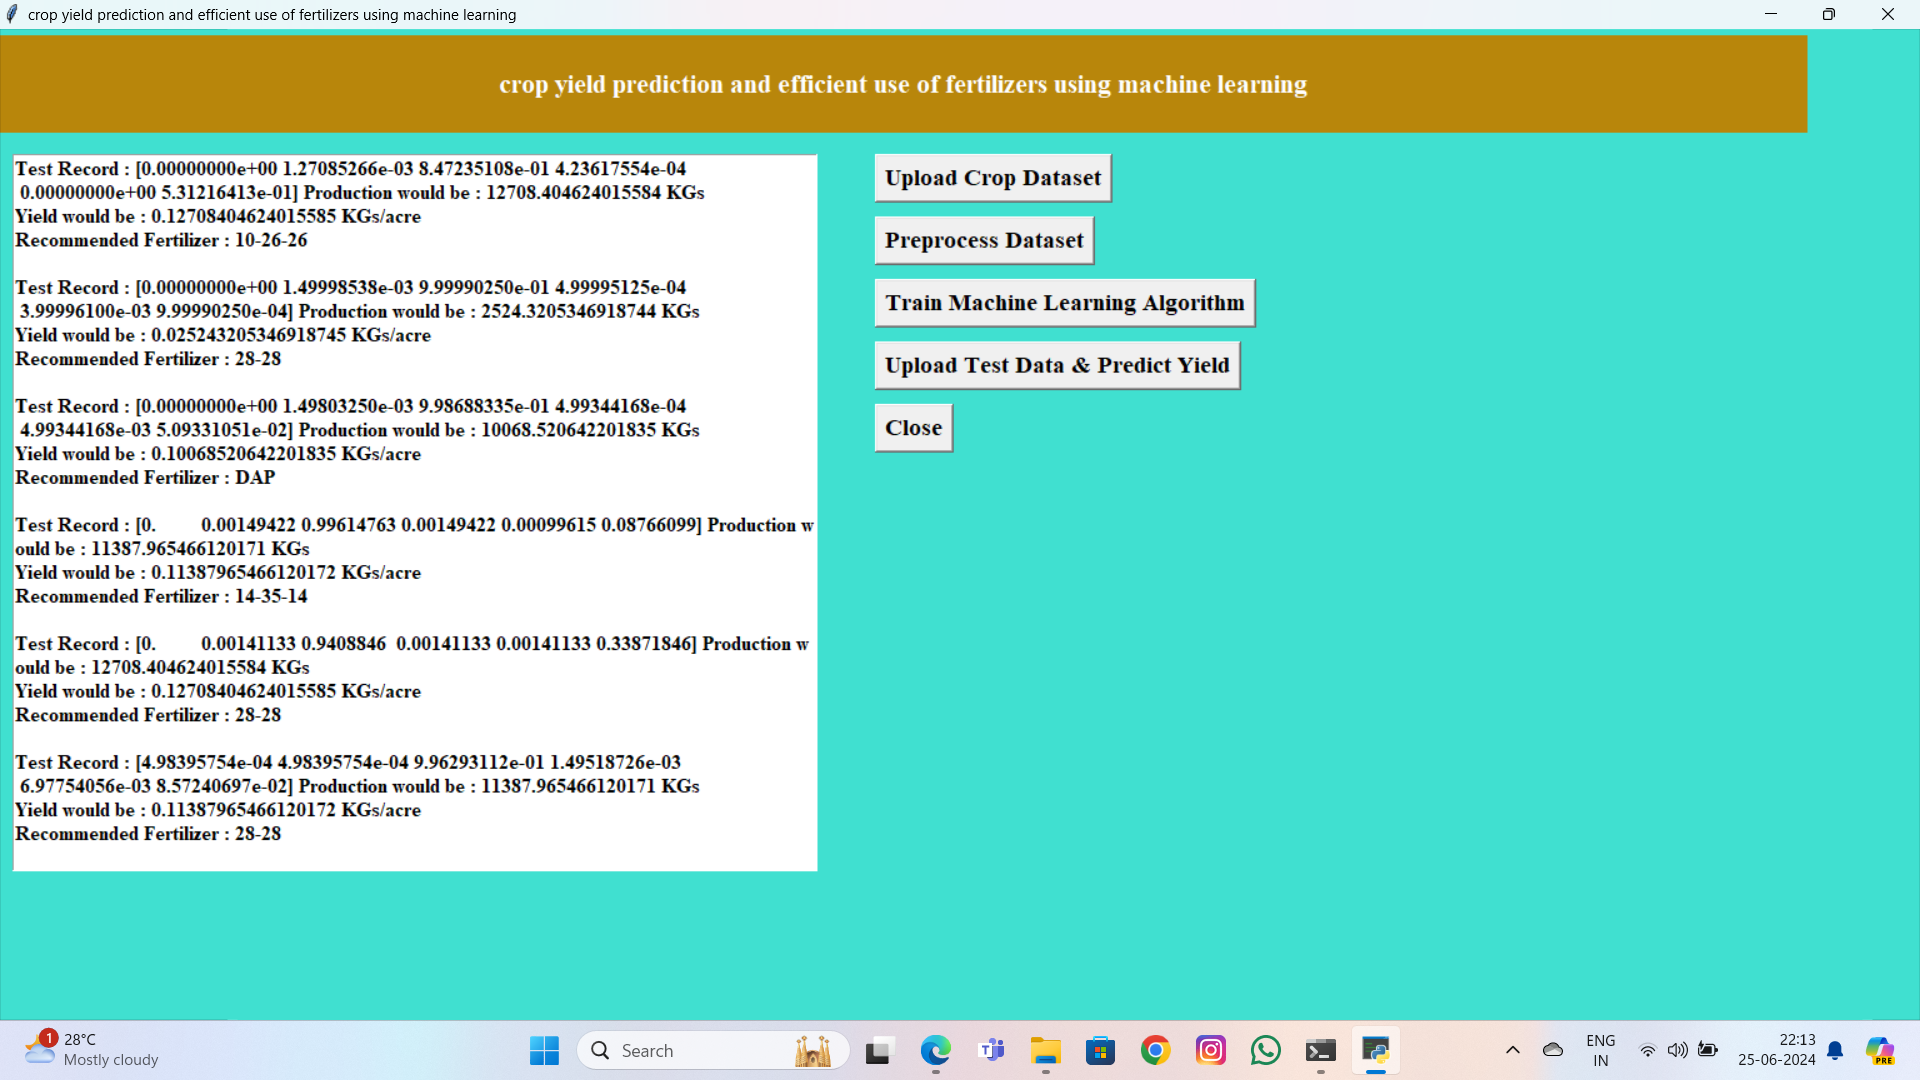 crop yield prediction and efficient use of fertilizers using machine learning
crop yield prediction and efficient use of fertilizers using machine learning
Test Record : [0.00000000e+00 1.27085266e-03 8.47235108e-01 4.23617554e-04
0.00000000e+00 5.31216413e-01] Production would be : 12708.404624015584 KGs
Yield would be : 0.12708404624015585 KGs/acre
Recommended Fertilizer : 10-26-26
Test Record : [0.00000000e+00 1.49998538e-03 9.99990250e-01 4.99995125e-04
3.99996100e-03 9.99990250e-04] Production would be : 2524.3205346918744 KGs
Yield would be : 0.025243205346918745 KGs/acre
Recommended Fertilizer : 28-28
Test Record : [0.00000000e+00 1.49803250e-03 9.98688335e-01 4.99344168e-04
4.99344168e-03 5.09331051e-02] Production would be : 10068.520642201835 KGs
Yield would be : 0.10068520642201835 KGs/acre
Recommended Fertilizer : DAP
Test Record : [0. 0.00149422 0.99614763 0.00149422 0.00099615 0.08766099] Production w
ould be : 11387.965466120171 KGs
Yield would be : 0.11387965466120172 KGs/acre
Recommended Fertilizer : 14-35-14
Test Record : [0. 0.00141133 0.9408846 0.00141133 0.00141133 0.33871846] Production w
ould be : 12708.404624015584 KGs
Yield would be : 0.12708404624015585 KGs/acre
Recommended Fertilizer : 28-28
Test Record : [4.98395754e-04 4.98395754e-04 9.96293112e-01 1.49518726e-03
6.97754056e-03 8.57240697e-02] Production would be : 11387.965466120171 KGs
Yield would be : 0.11387965466120172 KGs/acre
Recommended Fertilizer : 28-28
Upload Crop Dataset
Preprocess Dataset
Train Machine Learning Algorithm
Upload Test Data & Predict Yield
Close
1
28°C
Mostly cloudy
Search
ENG
IN
22:13
25-06-2024
PRE